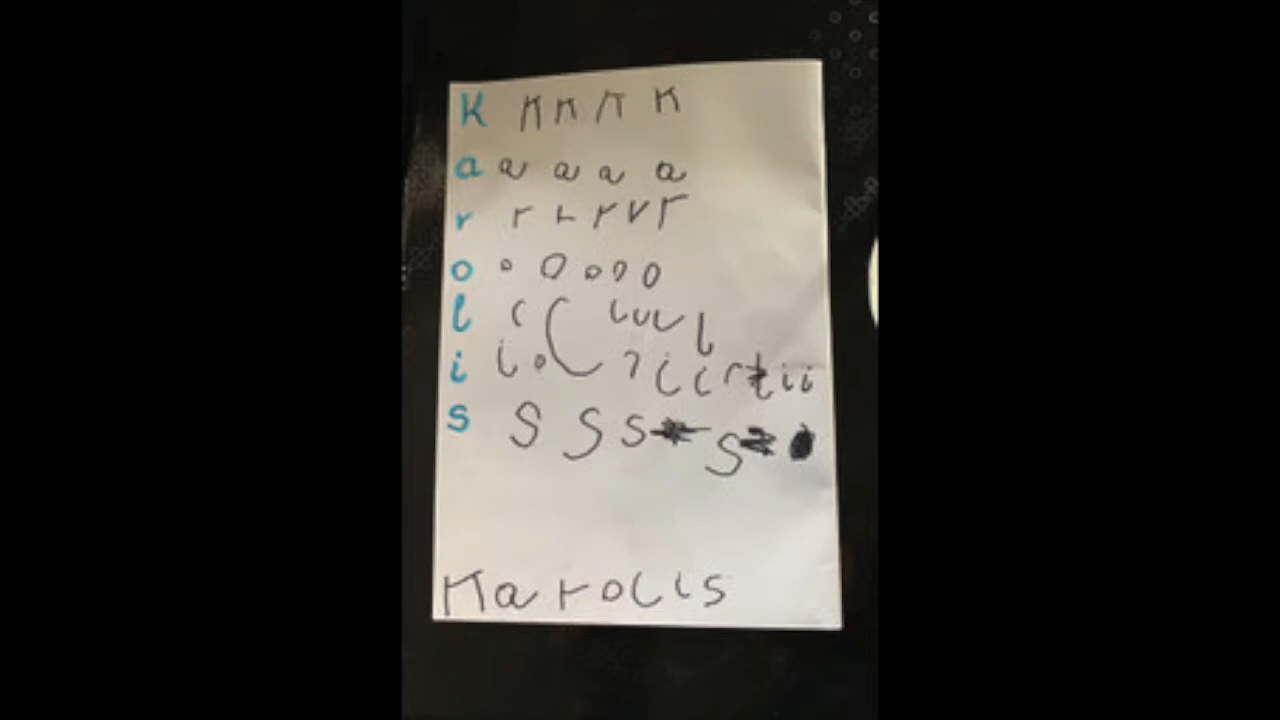 K K K K K
a a a a a
r r r r r r
o o o o o o
l l l l l l l
i i i i i i i
s s s s s
Karolis